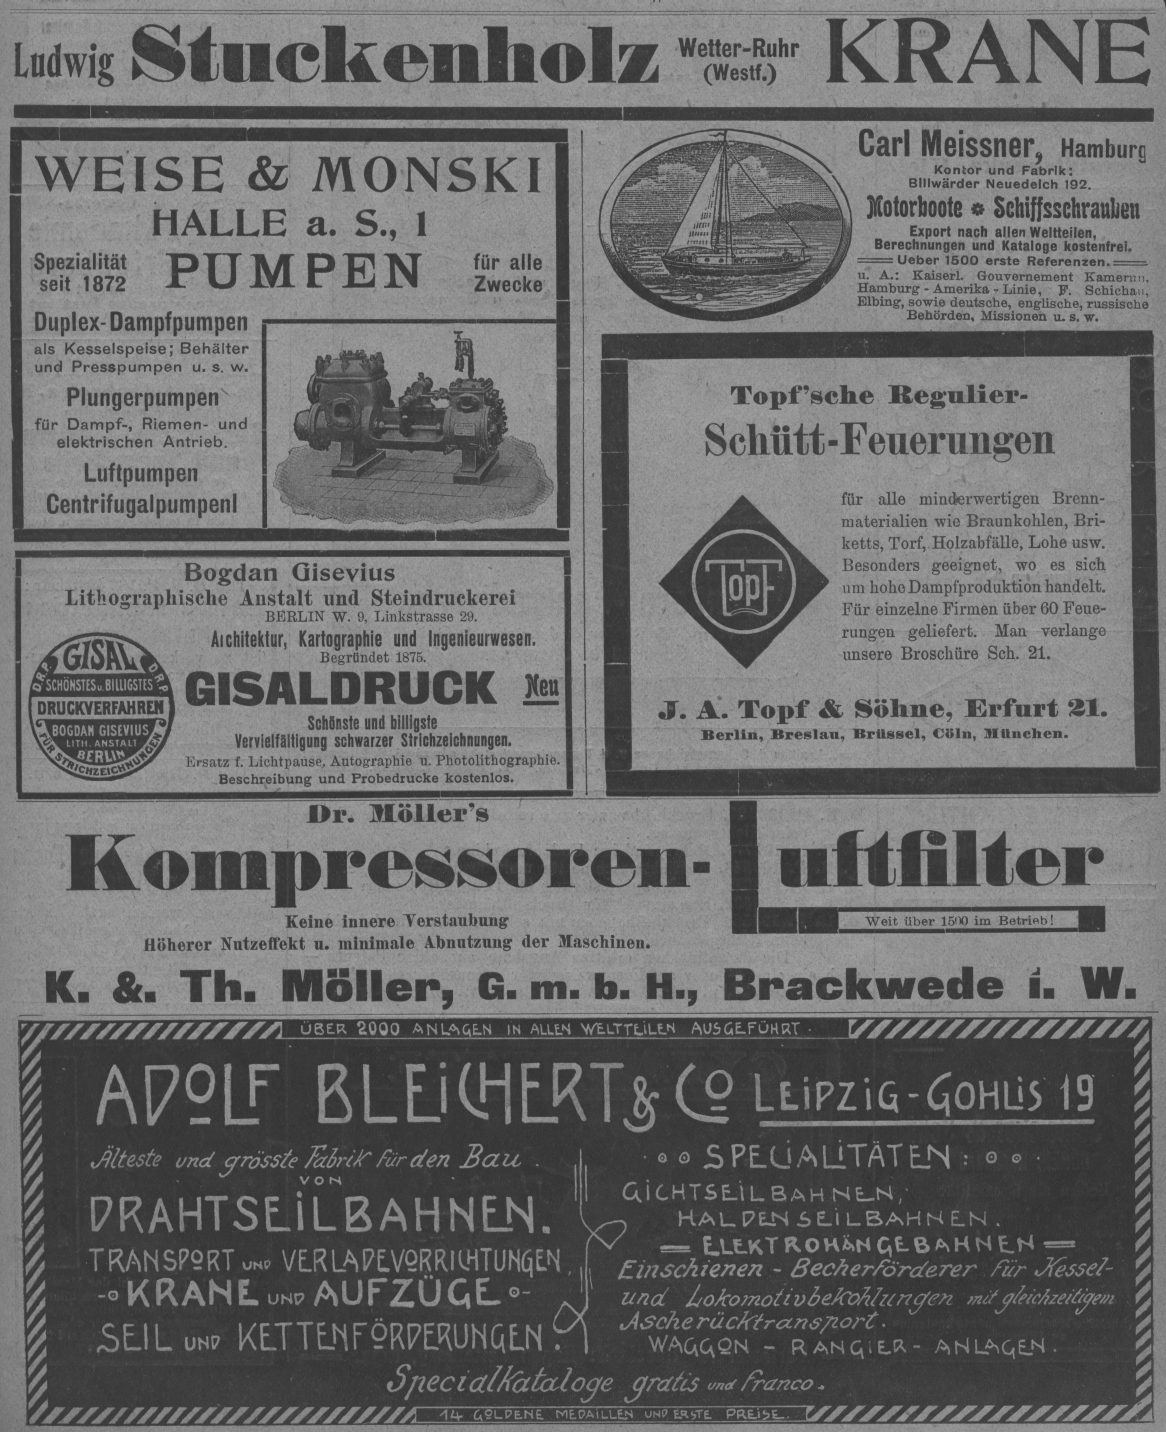 Ludwig Stuckenholz Wetter-Ruhr (Westf.) KRANE
WEISE & MONSKI
HALLE a. S., 1
Spezialität seit 1872 PUMPEN für alle Zwecke
Duplex-Dampfpumpen
als Kesselspeise; Behälter
und Presspumpen u. s. w.
Plungerpumpen
für Dampf-, Riemen- und
elektrischen Antrieb.
Luftpumpen
Centrifugalpumpenl
Carl Meissner, Hamburg
Kontor und Fabrik:
Billwärder Neuedeich 192.
Motorboote * Schiffsschrauben
Export nach allen Weltteilen,
Berechnungen und Kataloge kostenfrei.
Ueber 1500 erste Referenzen.
u. A.: Kaiserl. Gouvernement Kamerun,
Hamburg-Amerika-Linie, F. Schichau,
Elbing, sowie deutsche, englische, russische
Behörden, Missionen u. s. w.
Topf'sche Regulier-
Schütt-Feuerungen
TOPF
für alle minderwertigen Brenn-
materialien wie Braunkohlen, Bri-
ketts, Torf, Holzabfälle, Lohe usw.
Besonders geeignet, wo es sich
um hohe Dampfproduktion handelt.
Für einzelne Firmen über 60 Feue-
rungen geliefert. Man verlange
unsere Broschüre Sch. 21.
J. A. Topf & Söhne, Erfurt 21.
Berlin, Breslau, Brüssel, Cöln, München.
Bogdan Gisevius
Lithographische Anstalt und Steindruckerei
BERLIN W. 9, Linkstrasse 29.
Architektur, Kartographie und Ingenieurwesen.
Begründet 1875.
GISALDRUCK Neu
Schönste und billigste
Vervielfältigung schwarzer Strichzeichnungen.
Ersatz f. Lichtpause, Autographie u. Photolithographie.
Beschreibung und Probedrucke kostenlos.
D.R.P. GISAL D.R.P.
SCHÖNSTES u. BILLIGSTES
DRUCKVERFAHREN
BOGDAN GISEVIUS
LITH. ANSTALT
BERLIN
FÜR STRICHZEICHNUNGEN
Dr. Möller's
Kompressoren-Luftfilter
Keine innere Verstaubung
Höherer Nutzeffekt u. minimale Abnutzung der Maschinen.
Weit über 1500 im Betrieb!
K. &. Th. Möller, G. m. b. H., Brackwede i. W.
ÜBER 2000 ANLAGEN IN ALLEN WELTTEILEN AUSGEFÜHRT.
ADOLF BLEICHERT & CO LEIPZIG-GOHLIS 19
Älteste und grösste Fabrik für den Bau
VON
DRAHTSEILBAHNEN.
TRANSPORT UND VERLADEVORRICHTUNGEN,
KRANE UND AUFZÜGE
SEIL UND KETTENFÖRDERUNGEN.
SPECIALITÄTEN:
GICHTSEILBAHNEN,
HALDENSEILBAHNEN.
ELEKTROHÄNGEBAHNEN
Einschienen-Becherförderer für Kessel-
und Lokomotivbekohlungen mit gleichzeitigem
Ascherücktransport.
WAGGON-RANGIER-ANLAGEN.
Specialkataloge gratis und franco.
14 GOLDENE MEDAILLEN UND ERSTE PREISE.